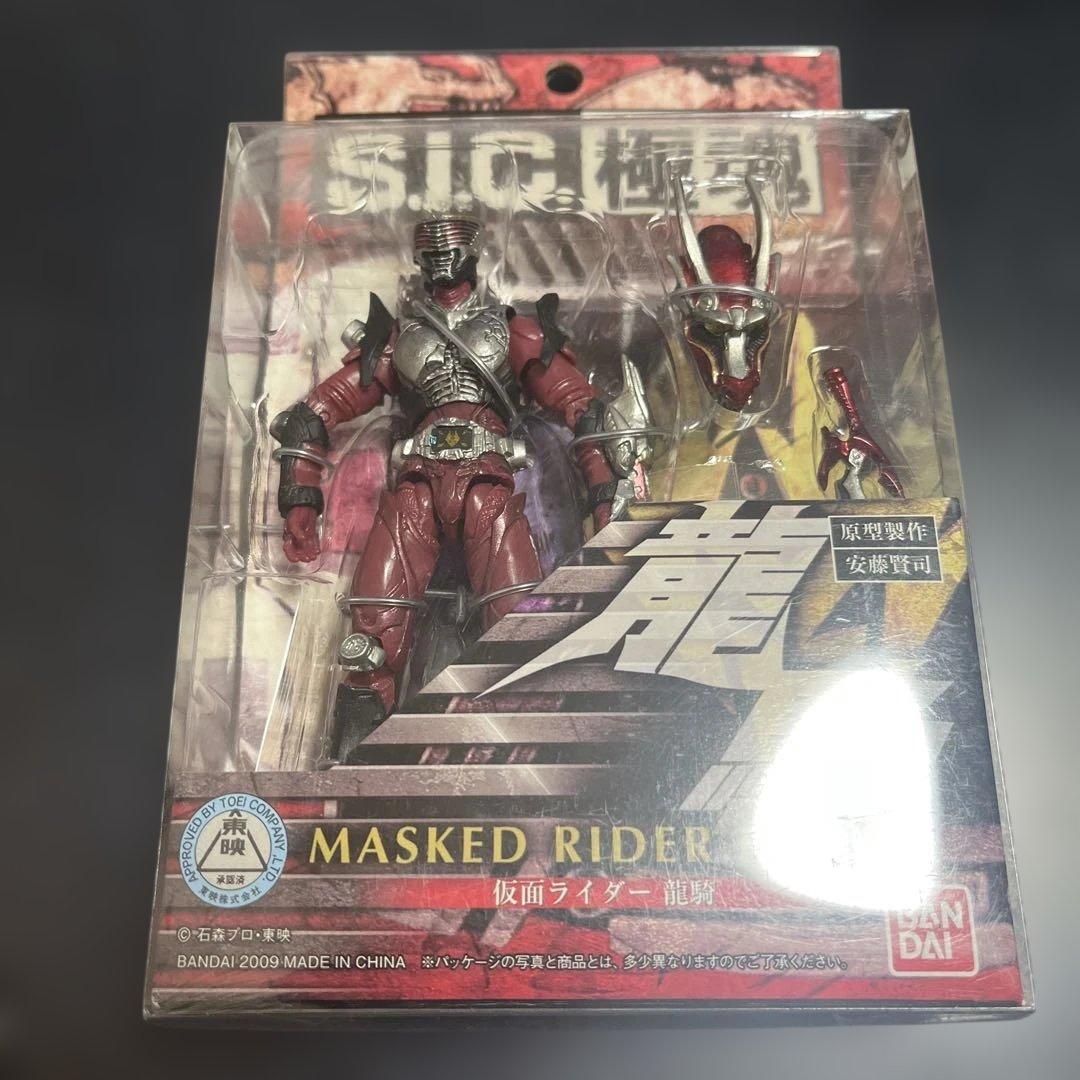 S.I.C. 極魂
原型製作
安藤賢司
龍
MASKED RIDER
仮面ライダー 龍騎
APPROVED BY TOEI COMPANY, LTD.
東映
承認済
東映株式会社
© 石森プロ・東映
BANDAI 2009 MADE IN CHINA ※パッケージの写真と商品とは、多少異なりますのでご了承ください。
BAN
DAI